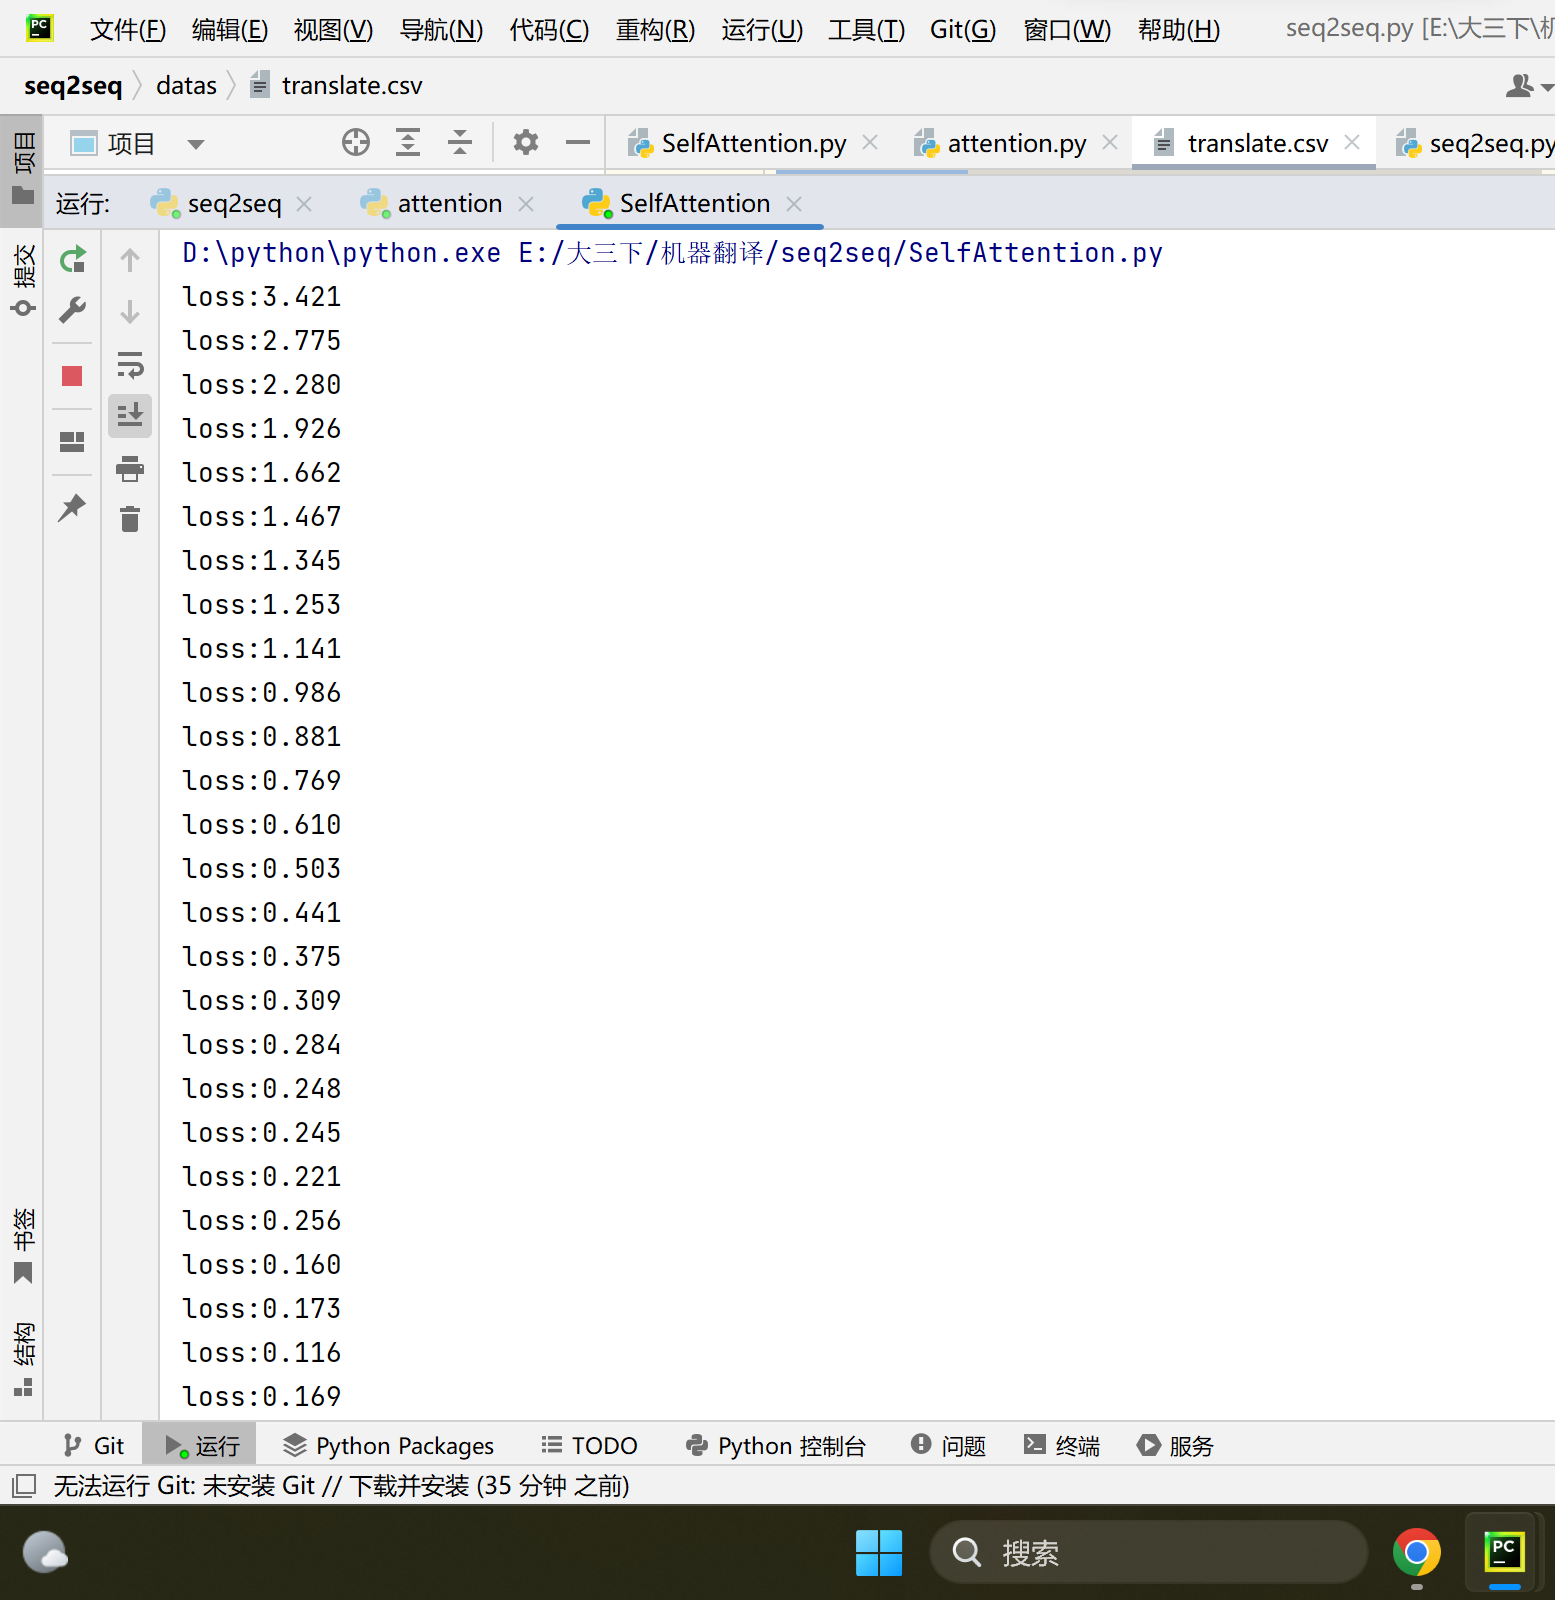 PC 文件(F) 编辑(E) 视图(V) 导航(N) 代码(C) 重构(R) 运行(U) 工具(T) Git(G) 窗口(W) 帮助(H) seq2seq.py [E:\大三下\机
seq2seq datas translate.csv
项目 项目 SelfAttention.py attention.py translate.csv seq2seq.py
运行: seq2seq attention SelfAttention
提交
D:\python\python.exe E:/大三下/机器翻译/seq2seq/SelfAttention.py
loss:3.421
loss:2.775
loss:2.280
loss:1.926
loss:1.662
loss:1.467
loss:1.345
loss:1.253
loss:1.141
loss:0.986
loss:0.881
loss:0.769
loss:0.610
loss:0.503
loss:0.441
loss:0.375
loss:0.309
loss:0.284
loss:0.248
loss:0.245
loss:0.221
loss:0.256
loss:0.160
loss:0.173
loss:0.116
loss:0.169
书签
结构
Git 运行 Python Packages TODO Python 控制台 问题 终端 服务
无法运行 Git: 未安装 Git // 下载并安装 (35 分钟 之前)
搜索 PC